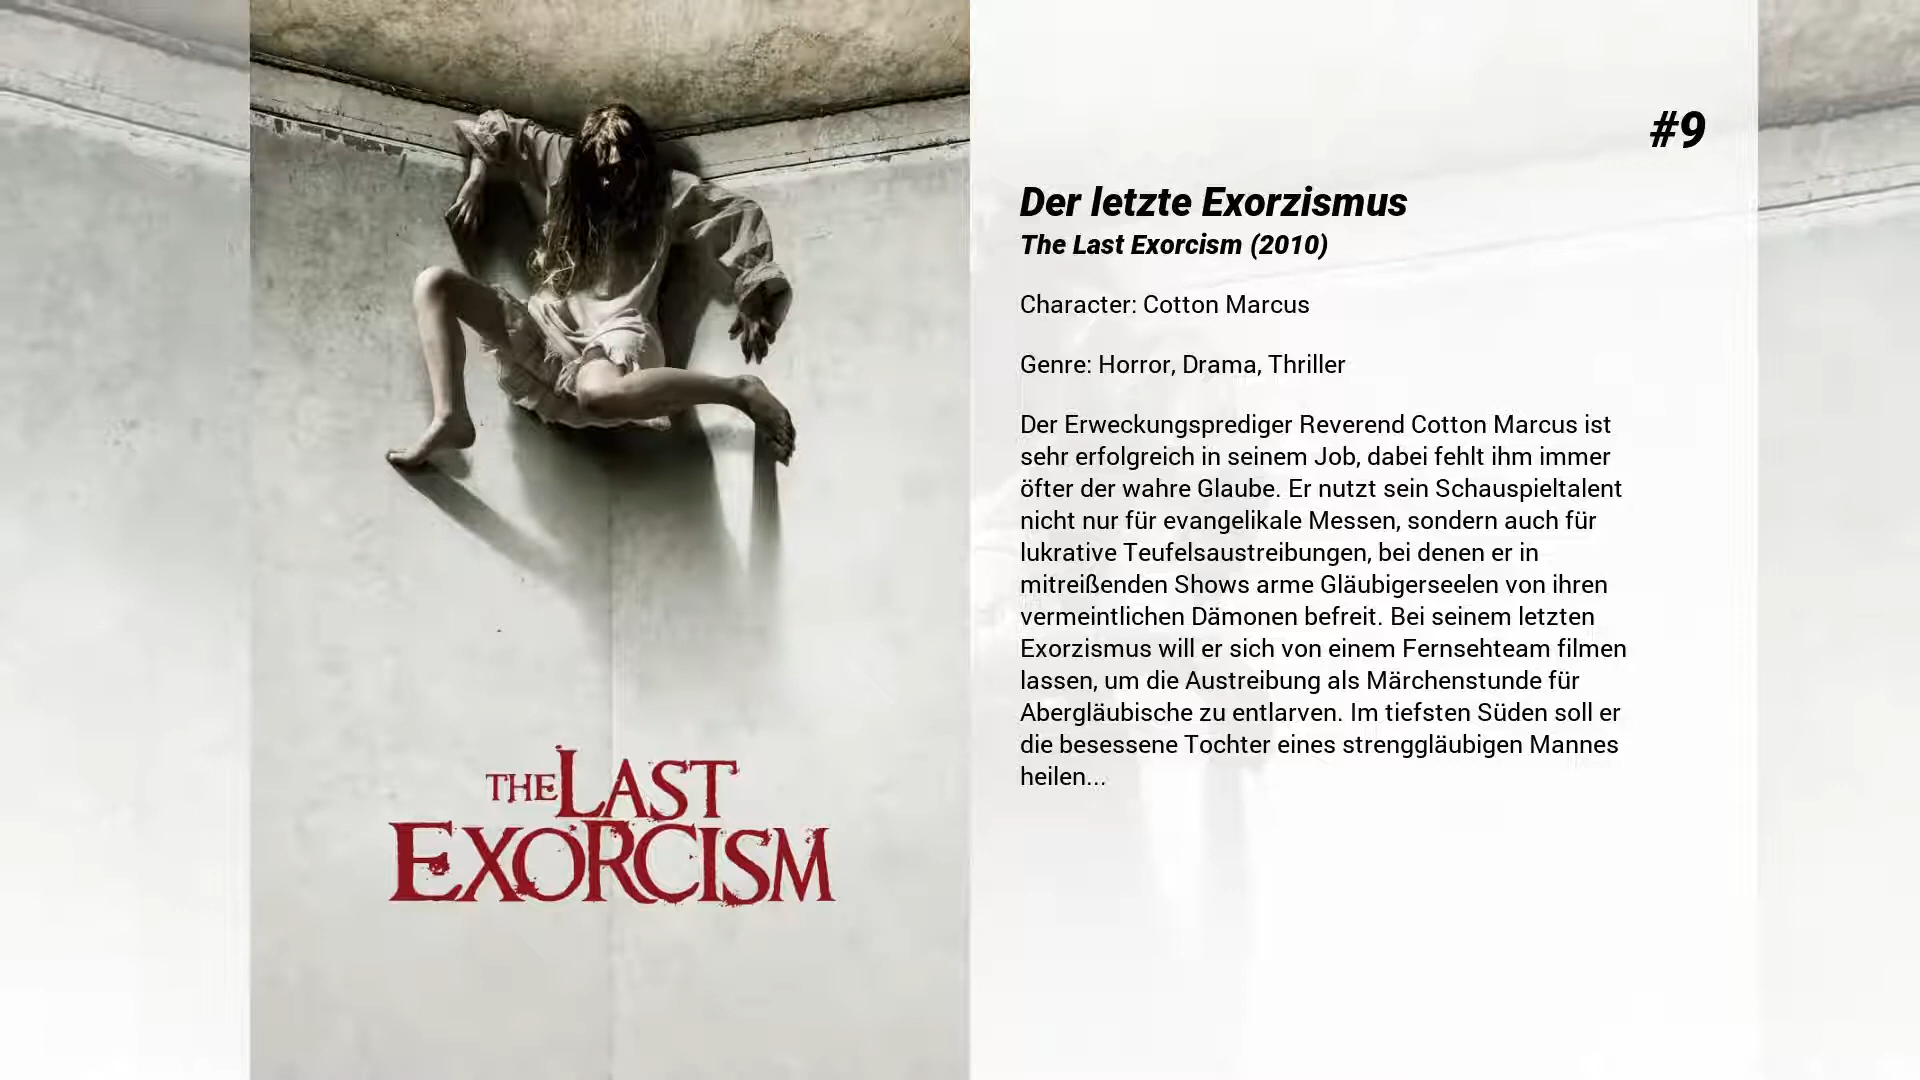 THE LAST
EXORCISM
#9
Der letzte Exorzismus
The Last Exorcism (2010)
Character: Cotton Marcus
Genre: Horror, Drama, Thriller
Der Erweckungsprediger Reverend Cotton Marcus ist
sehr erfolgreich in seinem Job, dabei fehlt ihm immer
öfter der wahre Glaube. Er nutzt sein Schauspieltalent
nicht nur für evangelikale Messen, sondern auch für
lukrative Teufelsaustreibungen, bei denen er in
mitreißenden Shows arme Gläubigerseelen von ihren
vermeintlichen Dämonen befreit. Bei seinem letzten
Exorzismus will er sich von einem Fernsehteam filmen
lassen, um die Austreibung als Märchenstunde für
Abergläubische zu entlarven. Im tiefsten Süden soll er
die besessene Tochter eines strenggläubigen Mannes
heilen...